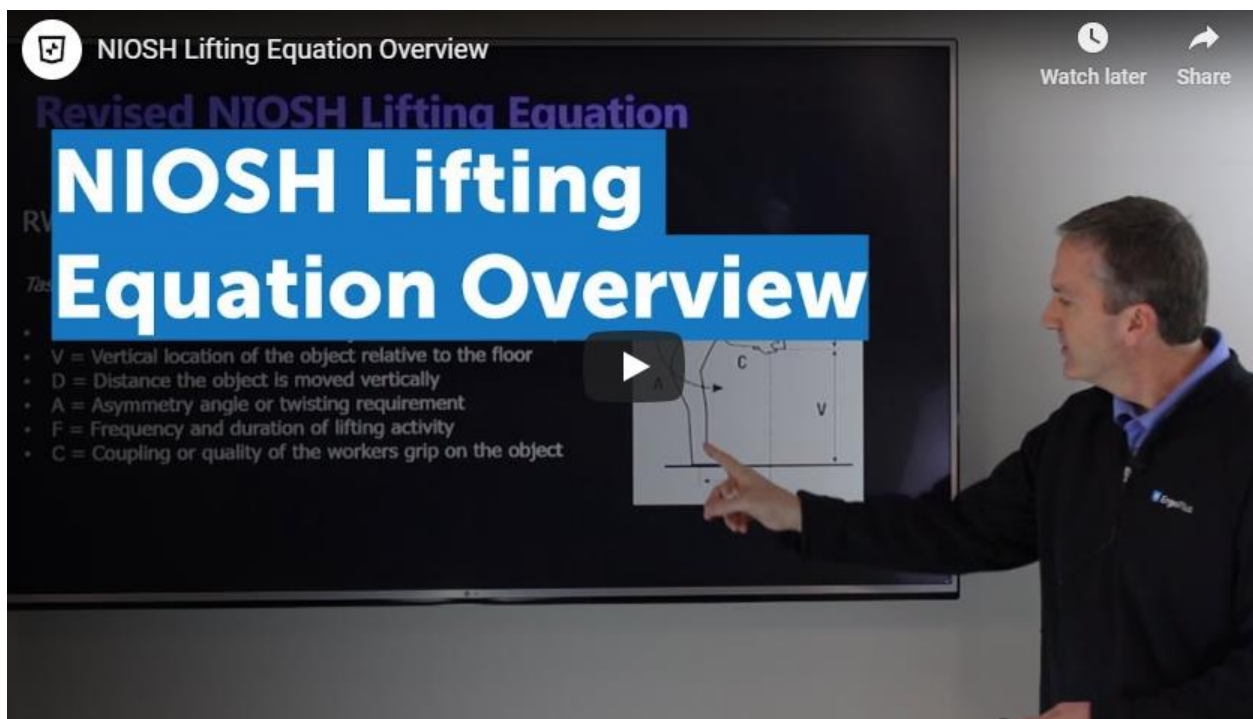 NIOSH Lifting Equation Overview
Watch later
Share
Revised NIOSH Lifting Equation
NIOSH Lifting
Equation Overview
V = Vertical location of the object relative to the floor
D = Distance the object is moved vertically
A = Asymmetry angle or twisting requirement
F = Frequency and duration of lifting activity
C = Coupling or quality of the workers grip on the object
A
C
V
ErgoPlus